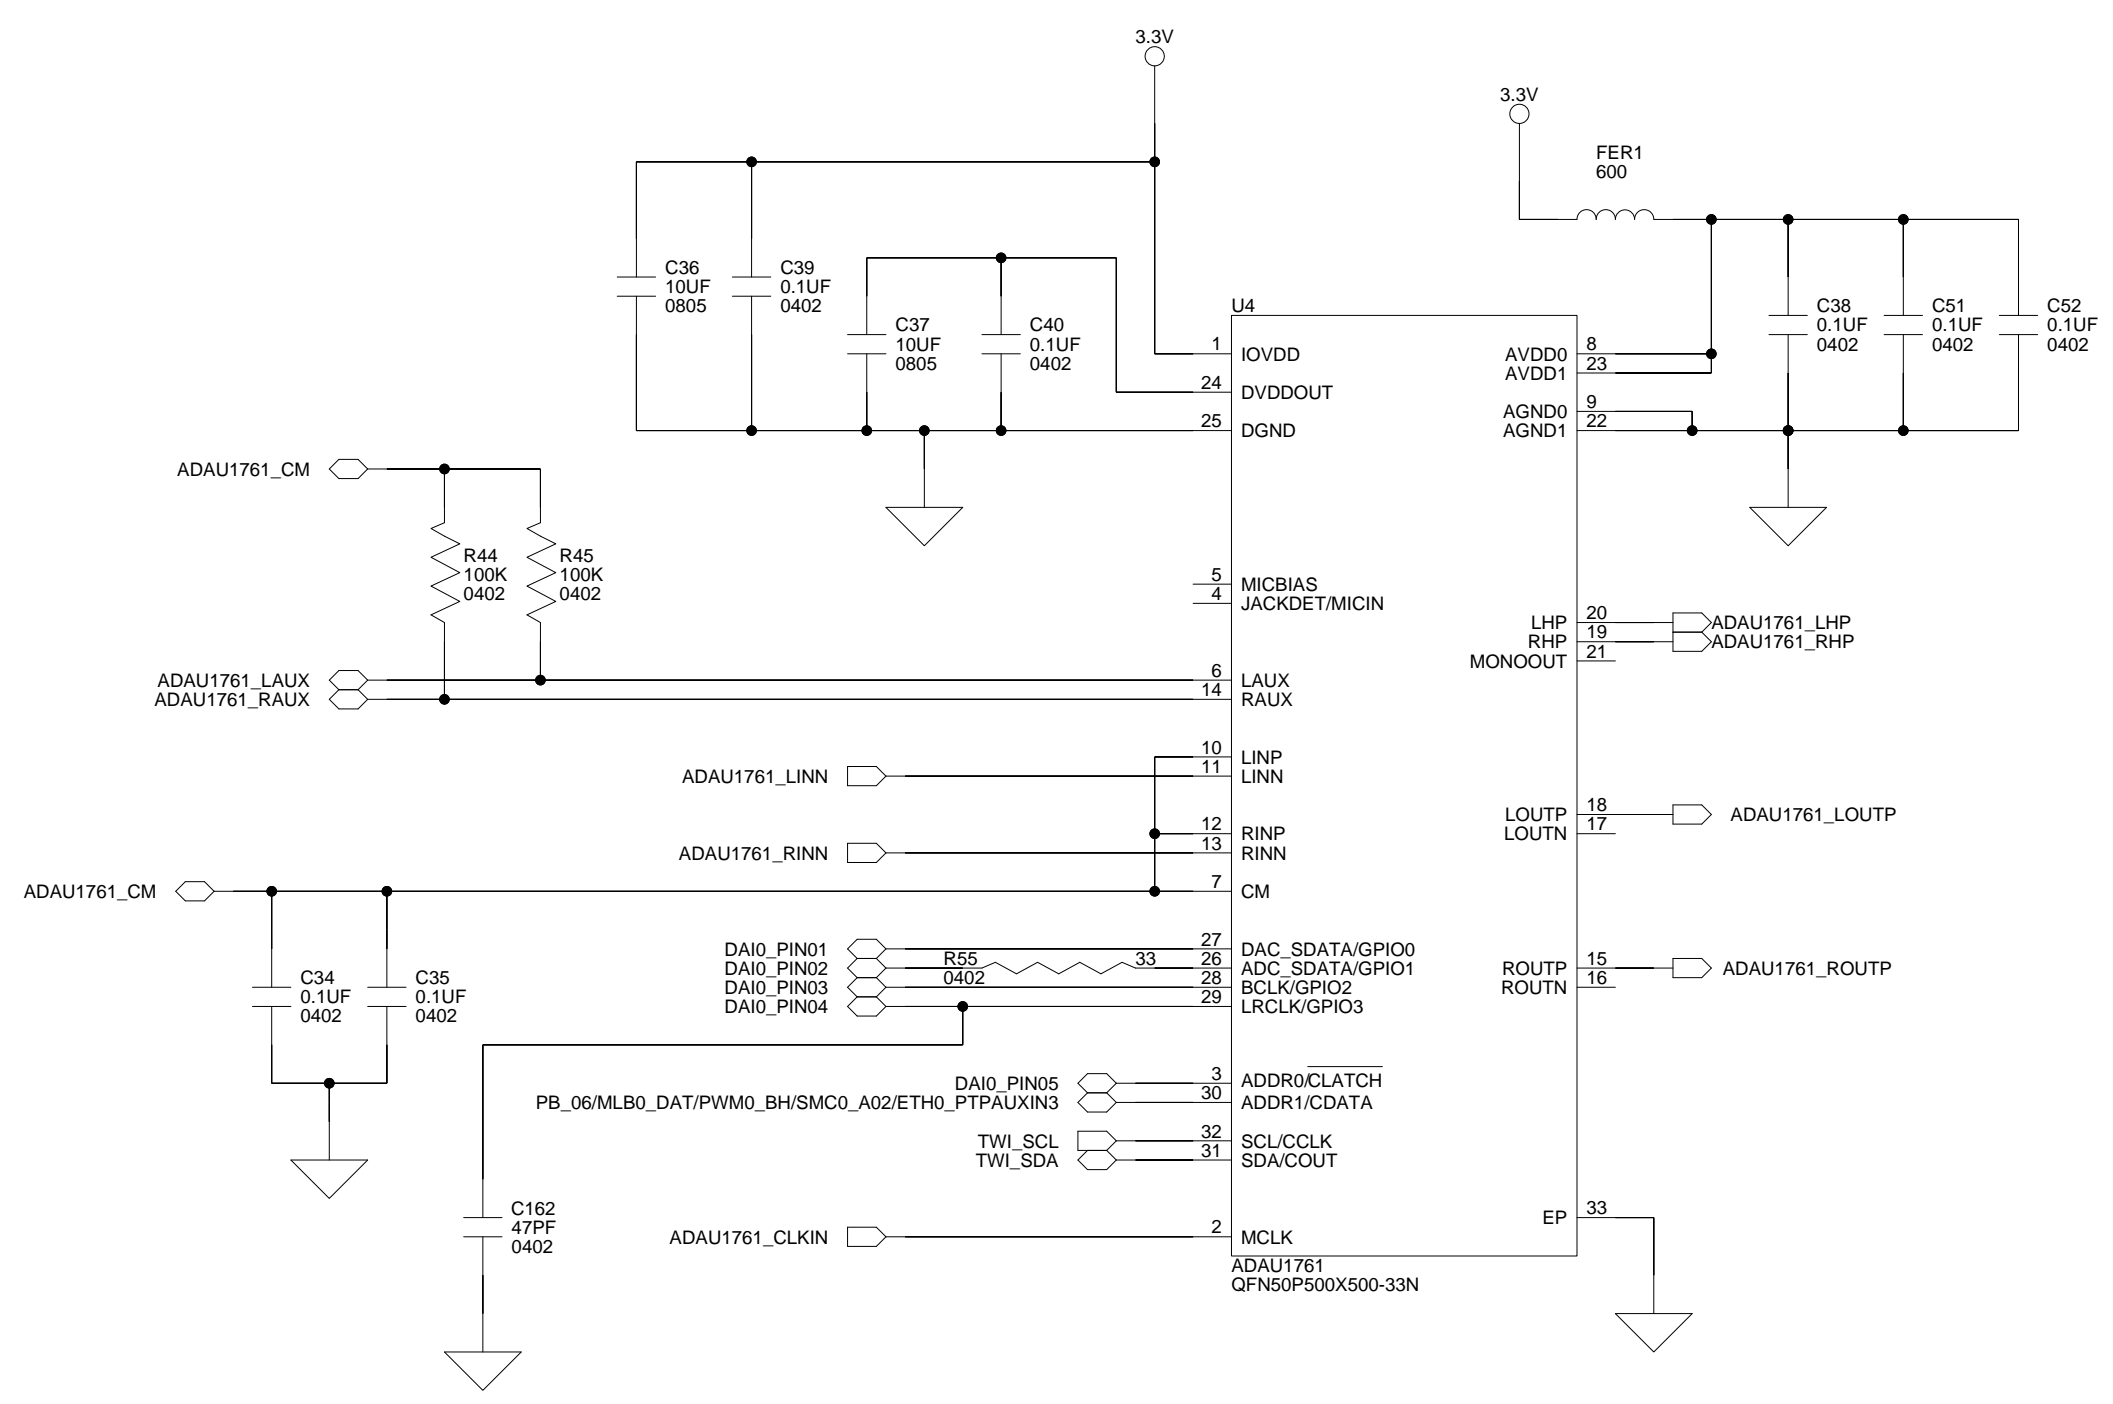 3.3V
3.3V
FER1
600
C36
10UF
0805
C39
0.1UF
0402
C37
10UF
0805
C40
0.1UF
0402
C38
0.1UF
0402
C51
0.1UF
0402
C52
0.1UF
0402
U4
1 IOVDD
24 DVDDOUT
25 DGND
AVDD0 8
AVDD1 23
AGND0 9
AGND1 22
ADAU1761_CM
R44
100K
0402
R45
100K
0402
5 MICBIAS
4 JACKDET/MICIN
LHP 20 ADAU1761_LHP
RHP 19 ADAU1761_RHP
MONOOUT 21
ADAU1761_LAUX 6 LAUX
ADAU1761_RAUX 14 RAUX
10 LINP
ADAU1761_LINN 11 LINN
12 RINP
ADAU1761_RINN 13 RINN
LOUTP 18 ADAU1761_LOUTP
LOUTN 17
ADAU1761_CM 7 CM
C34
0.1UF
0402
C35
0.1UF
0402
DAI0_PIN01 27 DAC_SDATA/GPIO0
DAI0_PIN02 R55 33 26 ADC_SDATA/GPIO1
0402
DAI0_PIN03 28 BCLK/GPIO2
DAI0_PIN04 29 LRCLK/GPIO3
ROUTP 15 ADAU1761_ROUTP
ROUTN 16
DAI0_PIN05 3 ADDR0/CLATCH
PB_06/MLB0_DAT/PWM0_BH/SMC0_A02/ETH0_PTPAUXIN3 30 ADDR1/CDATA
TWI_SCL 32 SCL/CCLK
TWI_SDA 31 SDA/COUT
C162
47PF
0402
ADAU1761_CLKIN 2 MCLK
EP 33
ADAU1761
QFN50P500X500-33N